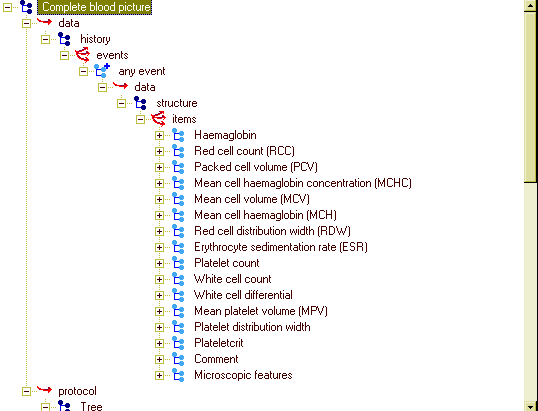 Complete blood picture
data
history
events
any event
data
structure
items
Haemaglobin
Red cell count (RCC)
Packed cell volume (PCV)
Mean cell haemaglobin concentration (MCHC)
Mean cell volume (MCV)
Mean cell haemaglobin (MCH)
Red cell distribution width (RDW)
Erythrocyte sedimentation rate (ESR)
Platelet count
White cell count
White cell differential
Mean platelet volume (MPV)
Platelet distribution width
Plateletcrit
Comment
Microscopic features
protocol
Tree